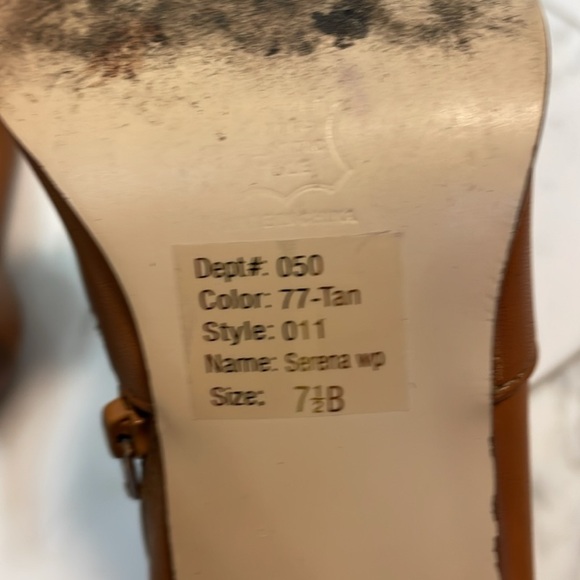 Dept#: 050
Color: 77-Tan
Style: 011
Name: Serena wp
Size: 7½B